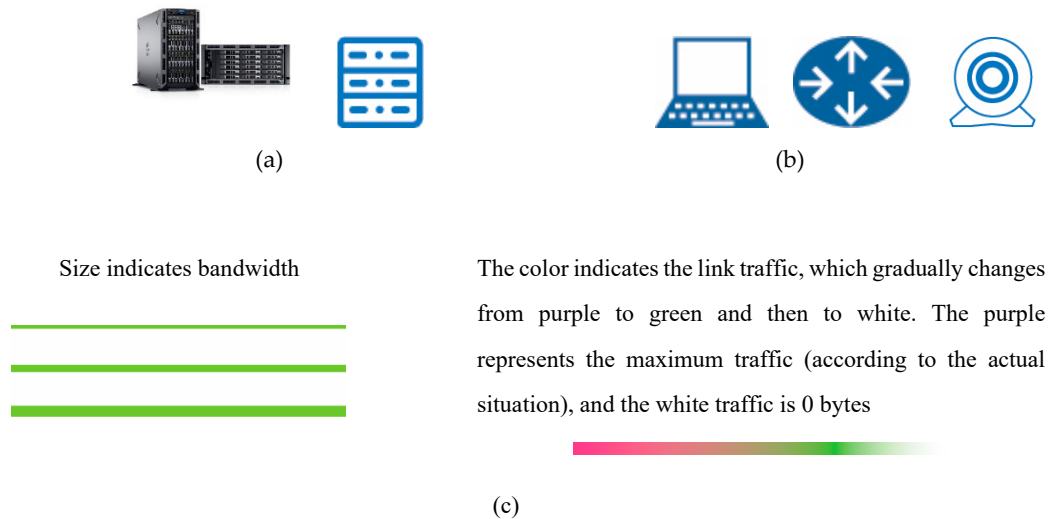 (a)
(b)
Size indicates bandwidth
The color indicates the link traffic, which gradually changes
from purple to green and then to white. The purple
represents the maximum traffic (according to the actual
situation), and the white traffic is 0 bytes
(c)